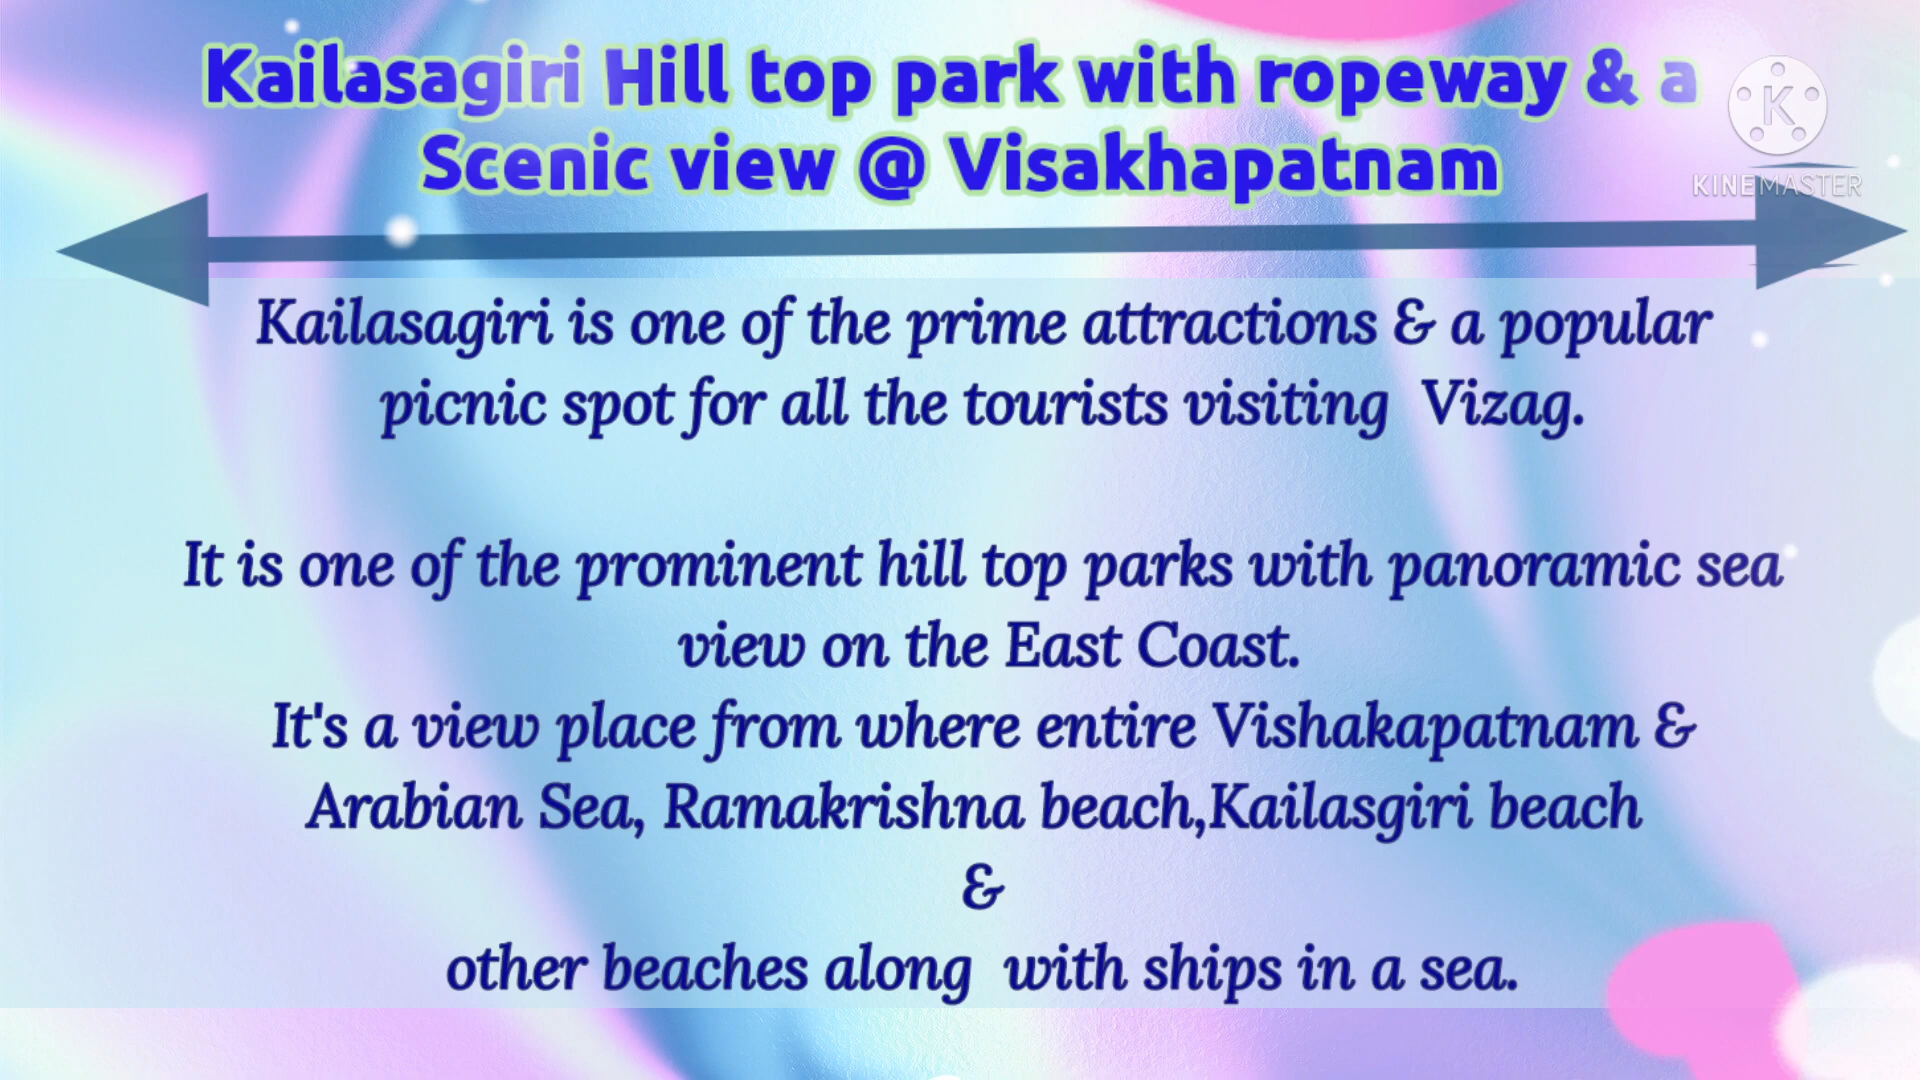 Kailasagiri Hill top park with ropeway & a
Scenic view @ Visakhapatnam
KINEMASTER
Kailasagiri is one of the prime attractions & a popular
picnic spot for all the tourists visiting  Vizag.
It is one of the prominent hill top parks with panoramic sea
view on the East Coast.
It's a view place from where entire Vishakapatnam &
Arabian Sea, Ramakrishna beach,Kailasgiri beach
&
other beaches along  with ships in a sea.